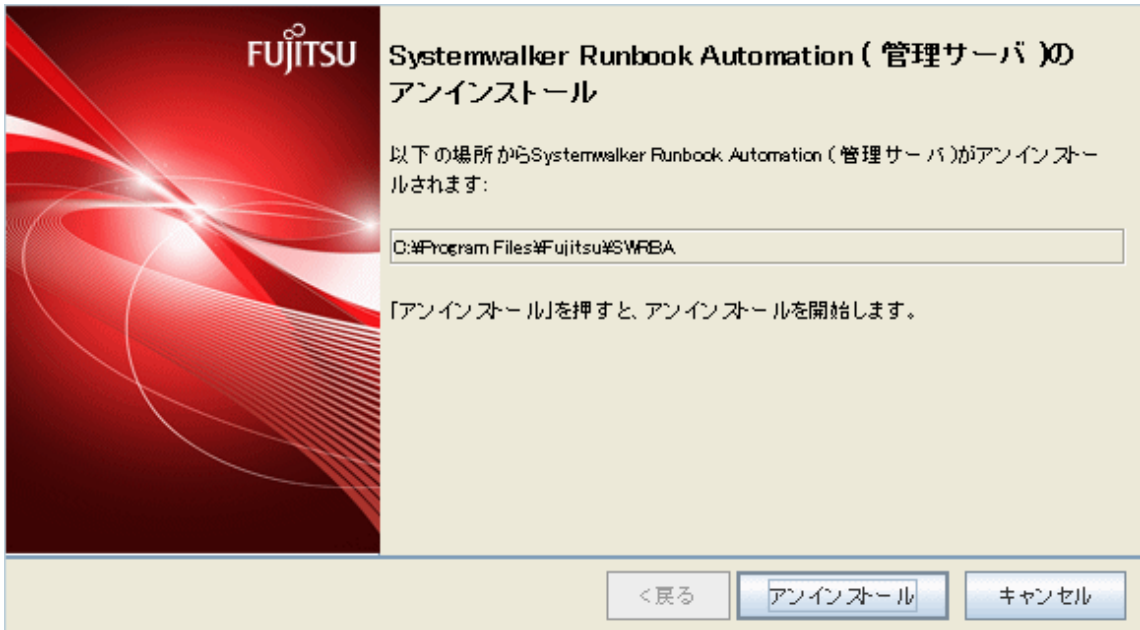 FUJITSU
Systemwalker Runbook Automation ( 管理サーバ )の
アンインストール
以下の場所からSystemwalker Runbook Automation ( 管理サーバ )がアンインストー
ルされます:
C:¥Program Files¥Fujitsu¥SWRBA
「アンインストール」を押すと、アンインストールを開始します。
<戻る
アンインストール
キャンセル